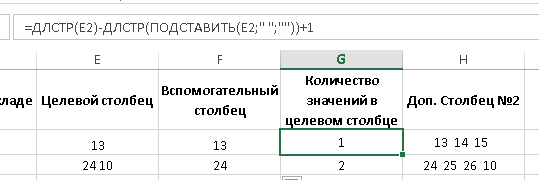 =ДЛСТР(E2)-ДЛСТР(ПОДСТАВИТЬ(E2;" ";""))+1
E F G H
кладе Целевой столбец Вспомогательный столбец Количество значений в целевом столбце Доп. Столбец №2
13 13 1 13 14 15
24 10 24 2 24 25 26 10